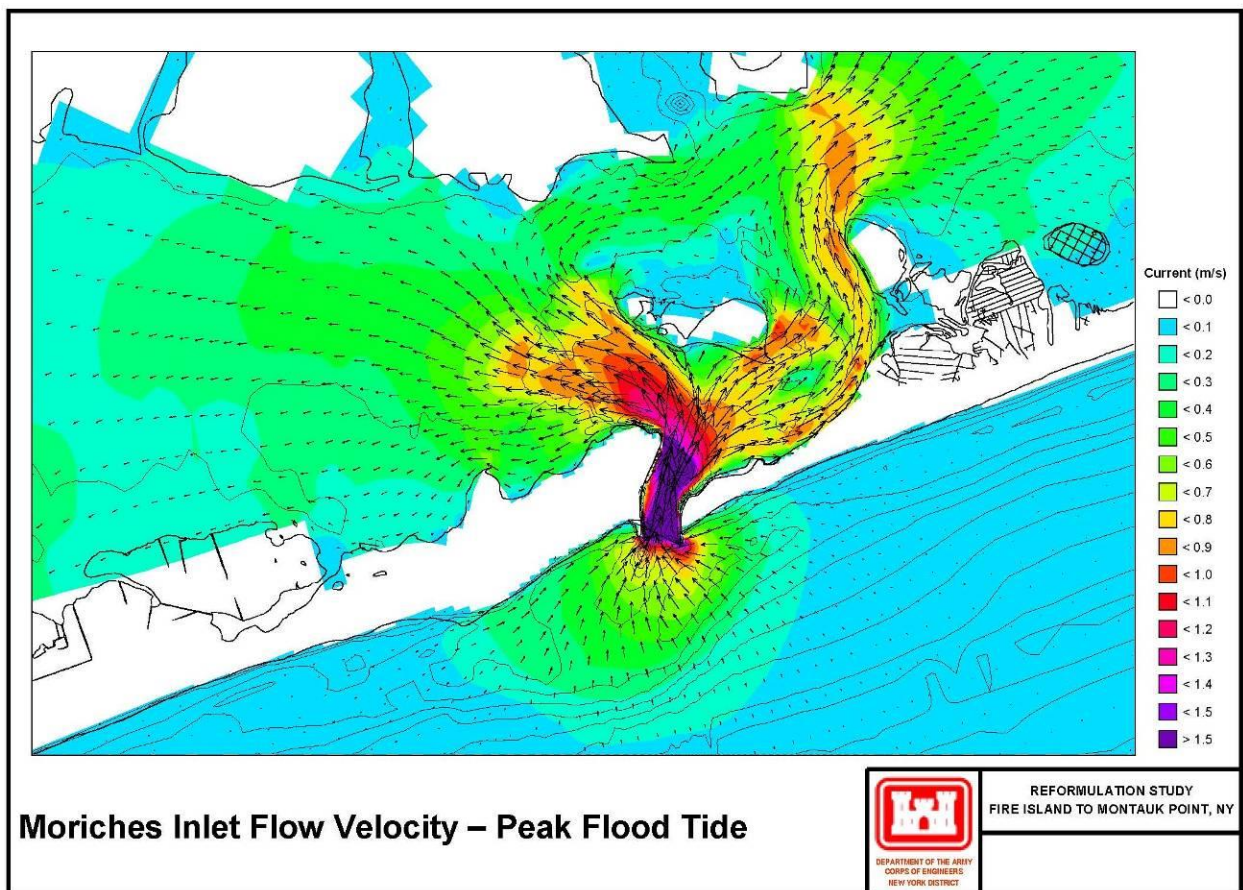 Current (m/s)
< 0.0
< 0.1
< 0.2
< 0.3
< 0.4
< 0.5
< 0.6
< 0.7
< 0.8
< 0.9
< 1.0
< 1.1
< 1.2
< 1.3
< 1.4
< 1.5
> 1.5
Moriches Inlet Flow Velocity – Peak Flood Tide
DEPARTMENT OF THE ARMY
CORPS OF ENGINEERS
NEW YORK DISTRICT
REFORMULATION STUDY
FIRE ISLAND TO MONTAUK POINT, NY